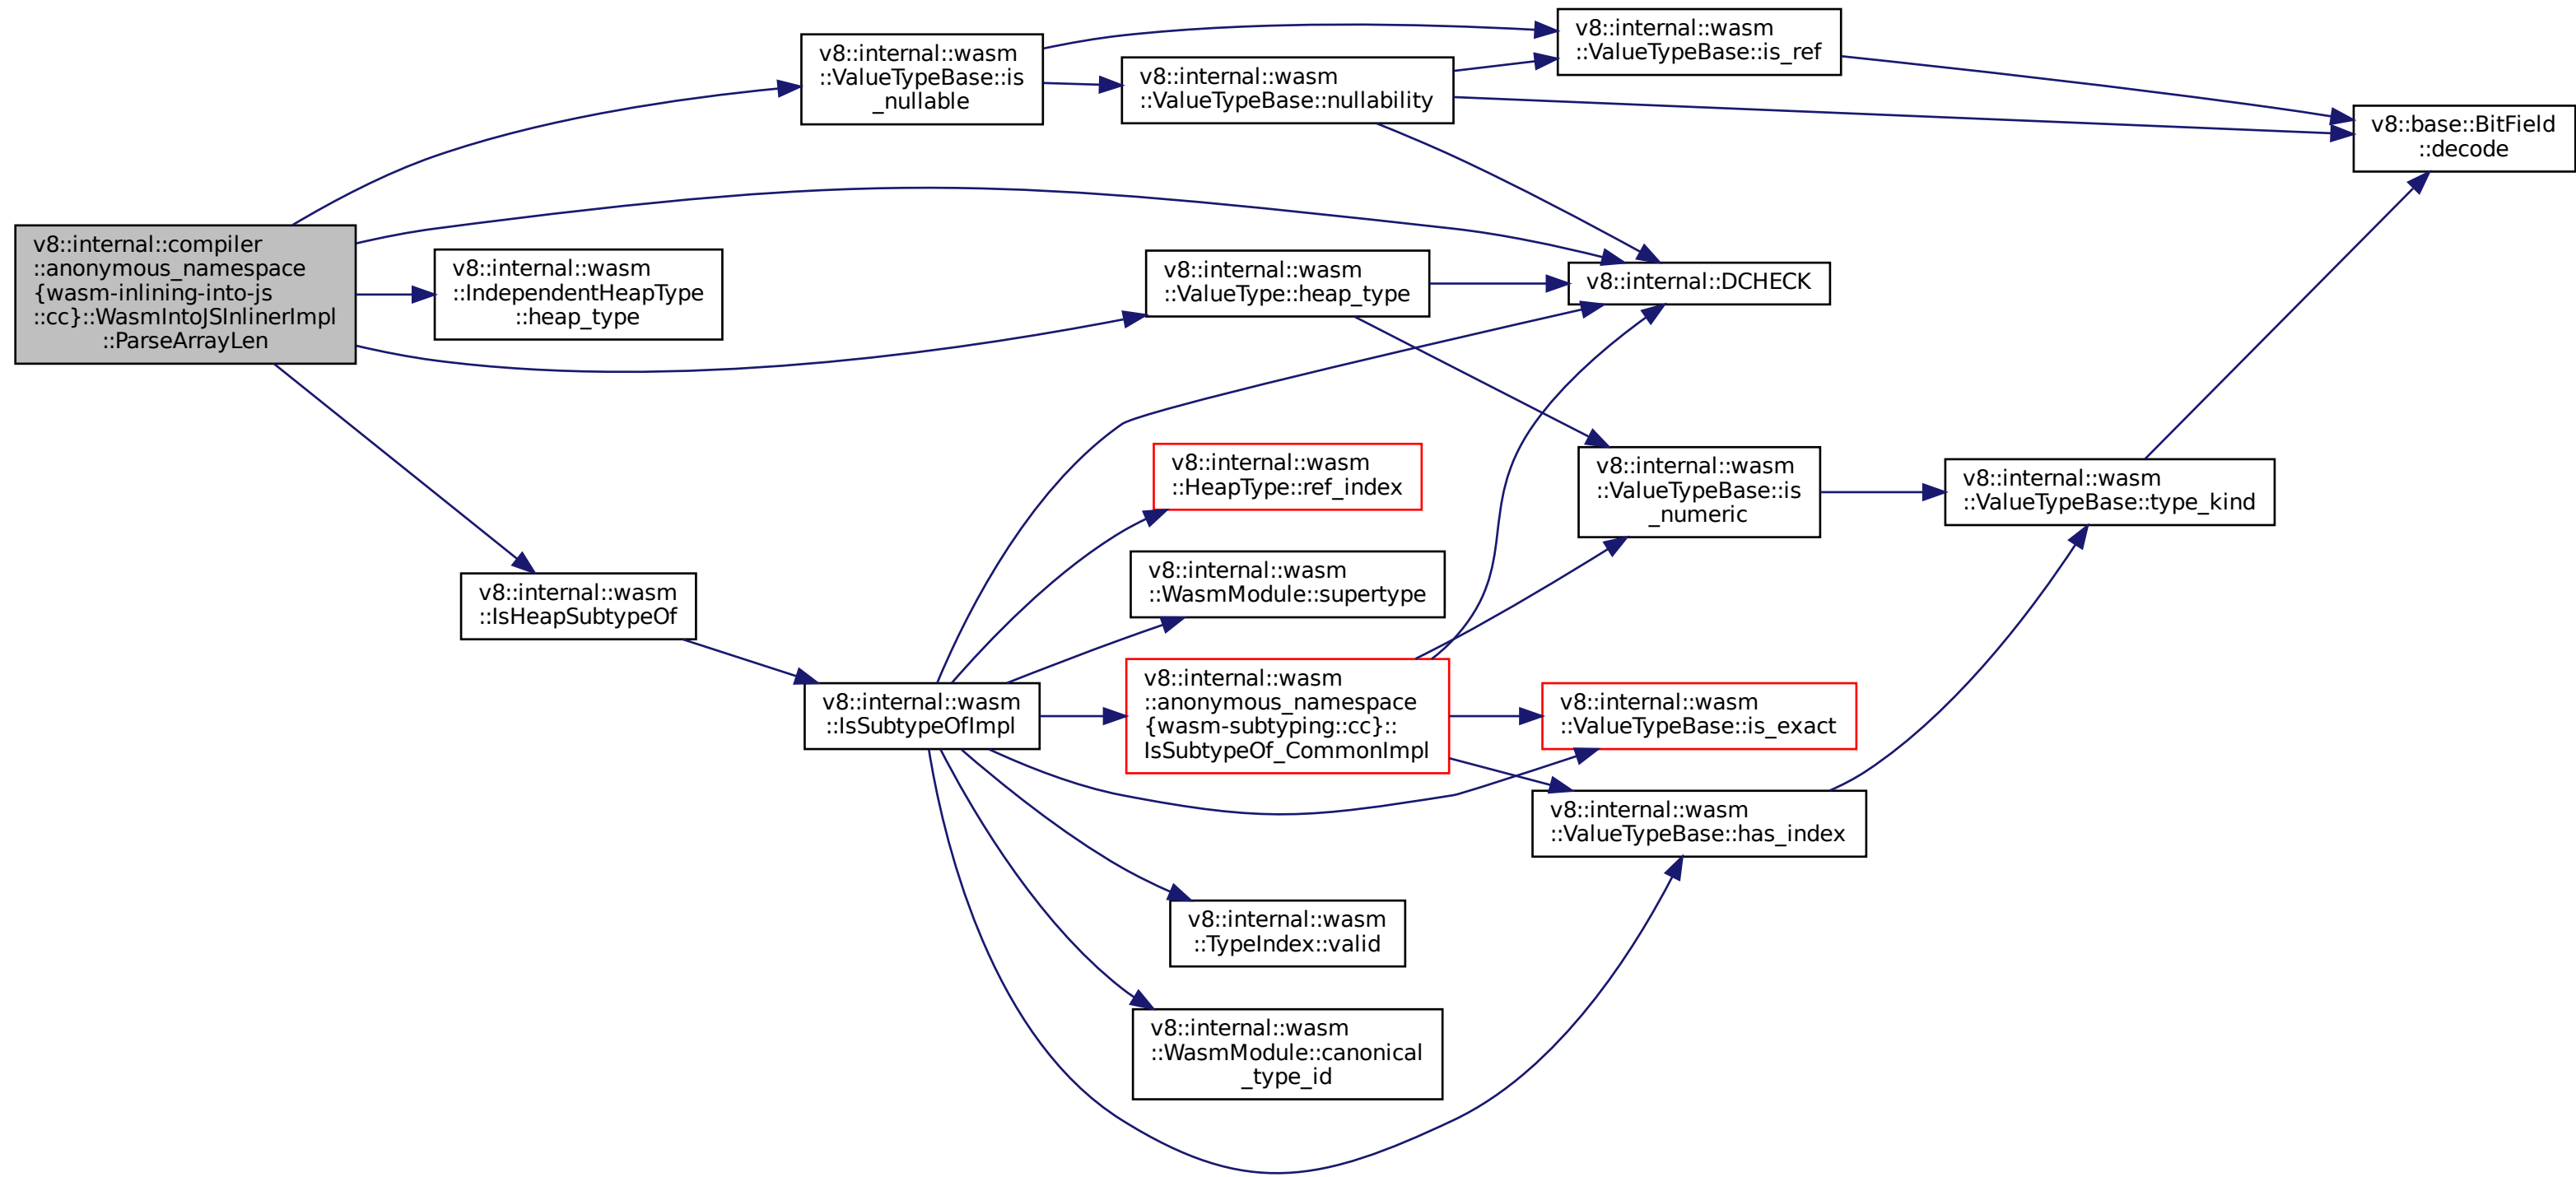 v8::internal::compiler
::anonymous_namespace
{wasm-inlining-into-js
::cc}::WasmIntoJSInlinerImpl
::ParseArrayLen
v8::internal::wasm
::ValueTypeBase::is
_nullable
v8::internal::wasm
::ValueTypeBase::is_ref
v8::internal::wasm
::ValueTypeBase::nullability
v8::base::BitField
::decode
v8::internal::wasm
::IndependentHeapType
::heap_type
v8::internal::wasm
::ValueType::heap_type
v8::internal::DCHECK
v8::internal::wasm
::HeapType::ref_index
v8::internal::wasm
::ValueTypeBase::is
_numeric
v8::internal::wasm
::ValueTypeBase::type_kind
v8::internal::wasm
::IsHeapSubtypeOf
v8::internal::wasm
::WasmModule::supertype
v8::internal::wasm
::IsSubtypeOfImpl
v8::internal::wasm
::anonymous_namespace
{wasm-subtyping::cc}::
IsSubtypeOf_CommonImpl
v8::internal::wasm
::ValueTypeBase::is_exact
v8::internal::wasm
::ValueTypeBase::has_index
v8::internal::wasm
::TypeIndex::valid
v8::internal::wasm
::WasmModule::canonical
_type_id